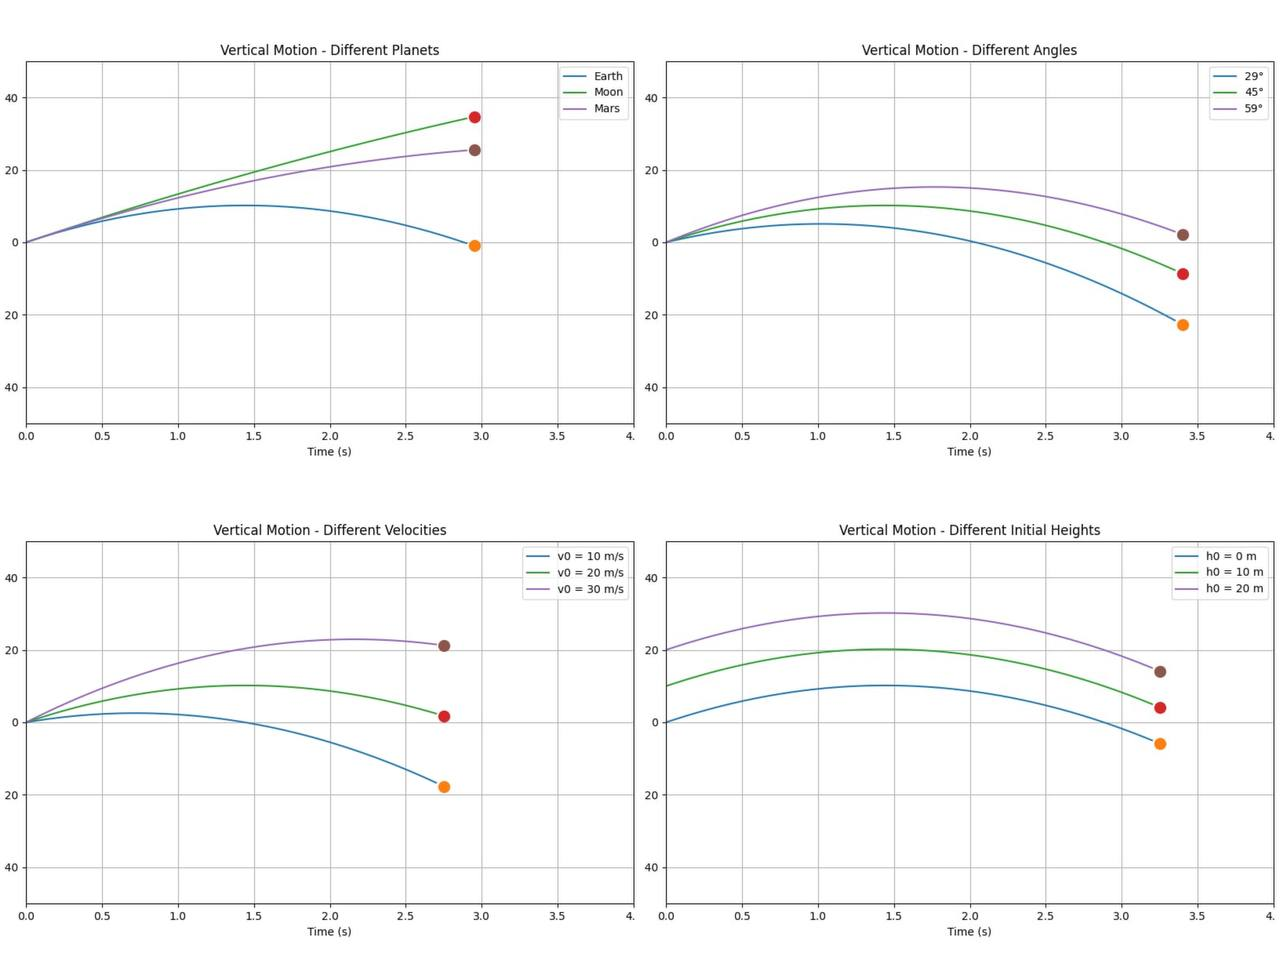 Vertical Motion - Different Planets
Earth
Moon
Mars
40
20
0
20
40
0.0 0.5 1.0 1.5 2.0 2.5 3.0 3.5 4.
Time (s)
Vertical Motion - Different Angles
29°
45°
59°
40
20
0
20
40
0.0 0.5 1.0 1.5 2.0 2.5 3.0 3.5 4.
Time (s)
Vertical Motion - Different Velocities
v0 = 10 m/s
v0 = 20 m/s
v0 = 30 m/s
40
20
0
20
40
0.0 0.5 1.0 1.5 2.0 2.5 3.0 3.5 4.
Time (s)
Vertical Motion - Different Initial Heights
h0 = 0 m
h0 = 10 m
h0 = 20 m
40
20
0
20
40
0.0 0.5 1.0 1.5 2.0 2.5 3.0 3.5 4.
Time (s)